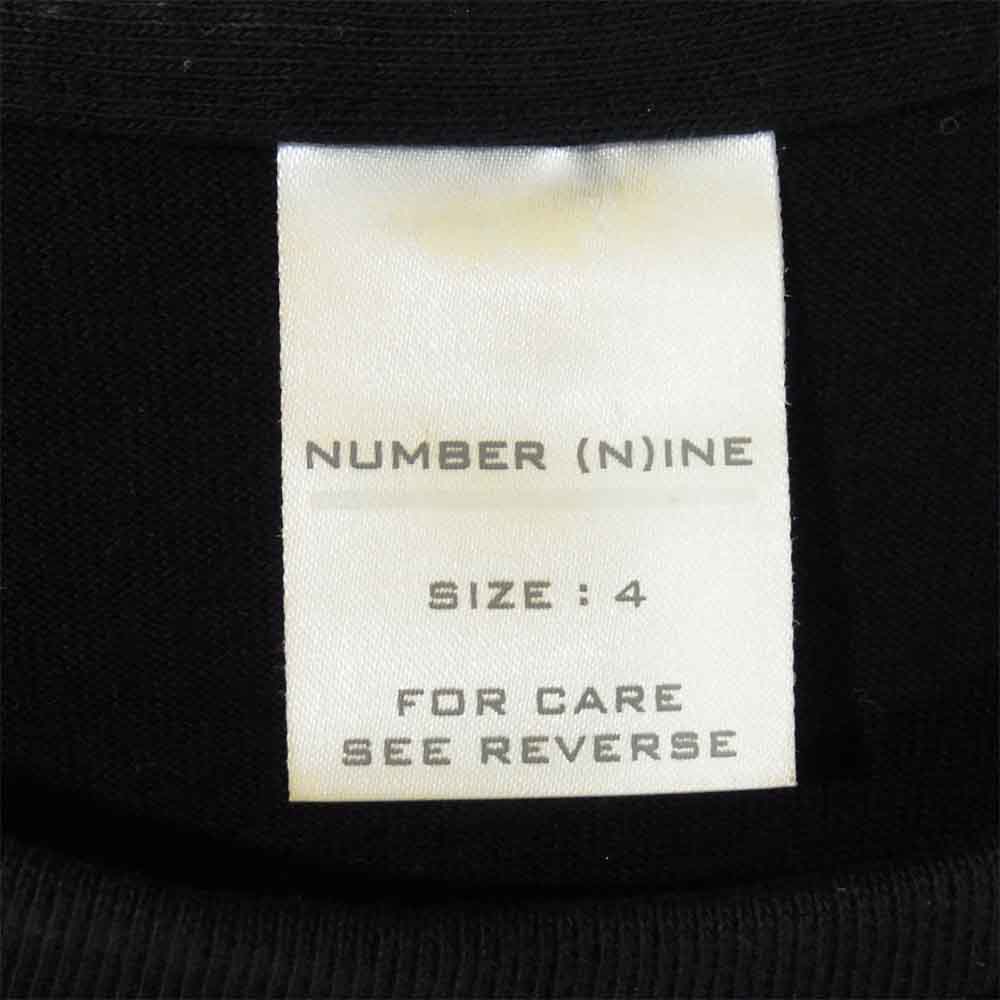 NUMBER (N)INE
SIZE : 4
FOR CARE
SEE REVERSE